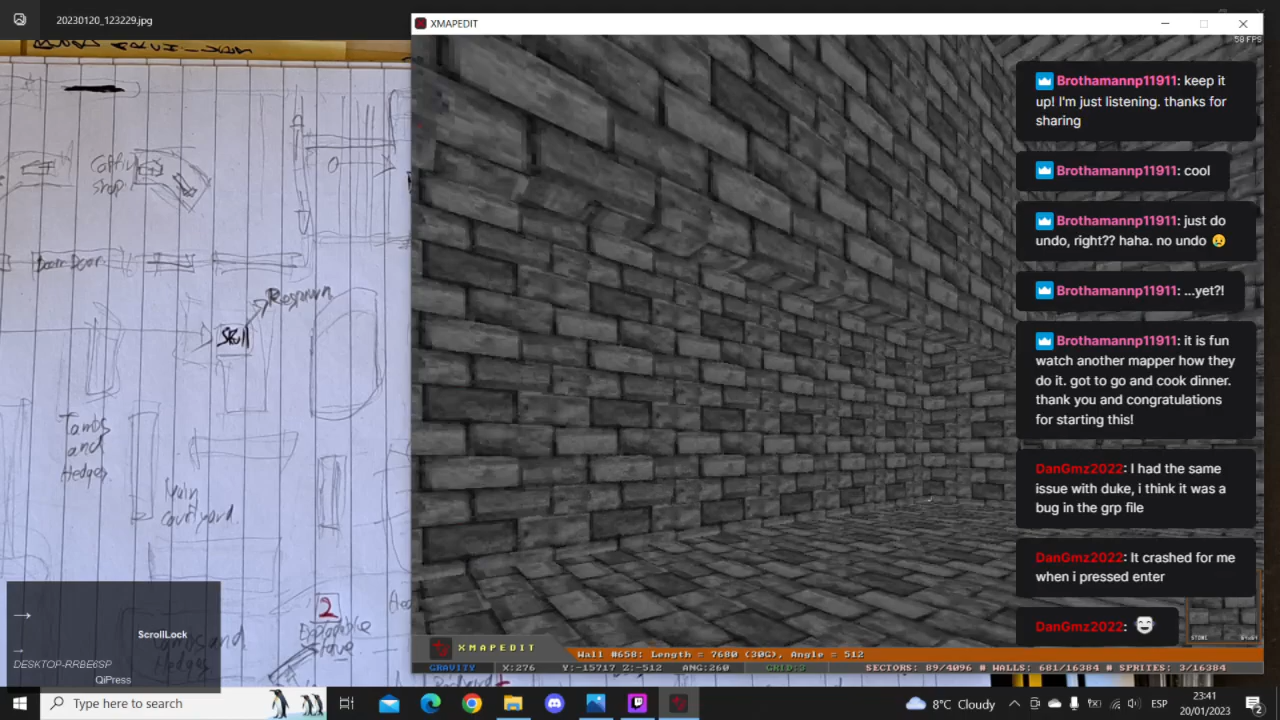 20230120_123229.jpg
XMAPEDIT
58 FPS
Brothamannp11911: keep it
up! I'm just listening. thanks for
sharing
Brothamannp11911: cool
Brothamannp11911: just do
undo, right?? haha. no undo 😢
Brothamannp11911: ...yet?!
Brothamannp11911: it is fun
watch another mapper how they
do it. got to go and cook dinner.
thank you and congratulations
for starting this!
DanGmz2022: I had the same
issue with duke, i think it was a
bug in the grp file
DanGmz2022: It crashed for me
when i pressed enter
DanGmz2022:
Coffin
shop
Door Door
Respawn
Skill
Tombs
and
Hedges
Main
courtyard
2
Explodable
and
Hedges
→
ScrollLock
DESKTOP-RRBE6SP
QiPress
XMAPEDIT
Wall #658: Length = 7680 (30G), Angle = 512
GRAVITY X:276 Y:-15717 Z:-512 ANG:260 GRID:3 SECTORS: 89/4096 # WALLS: 681/16384 # SPRITES: 3/16384
Type here to search
8°C Cloudy
ESP
23:41
20/01/2023
2